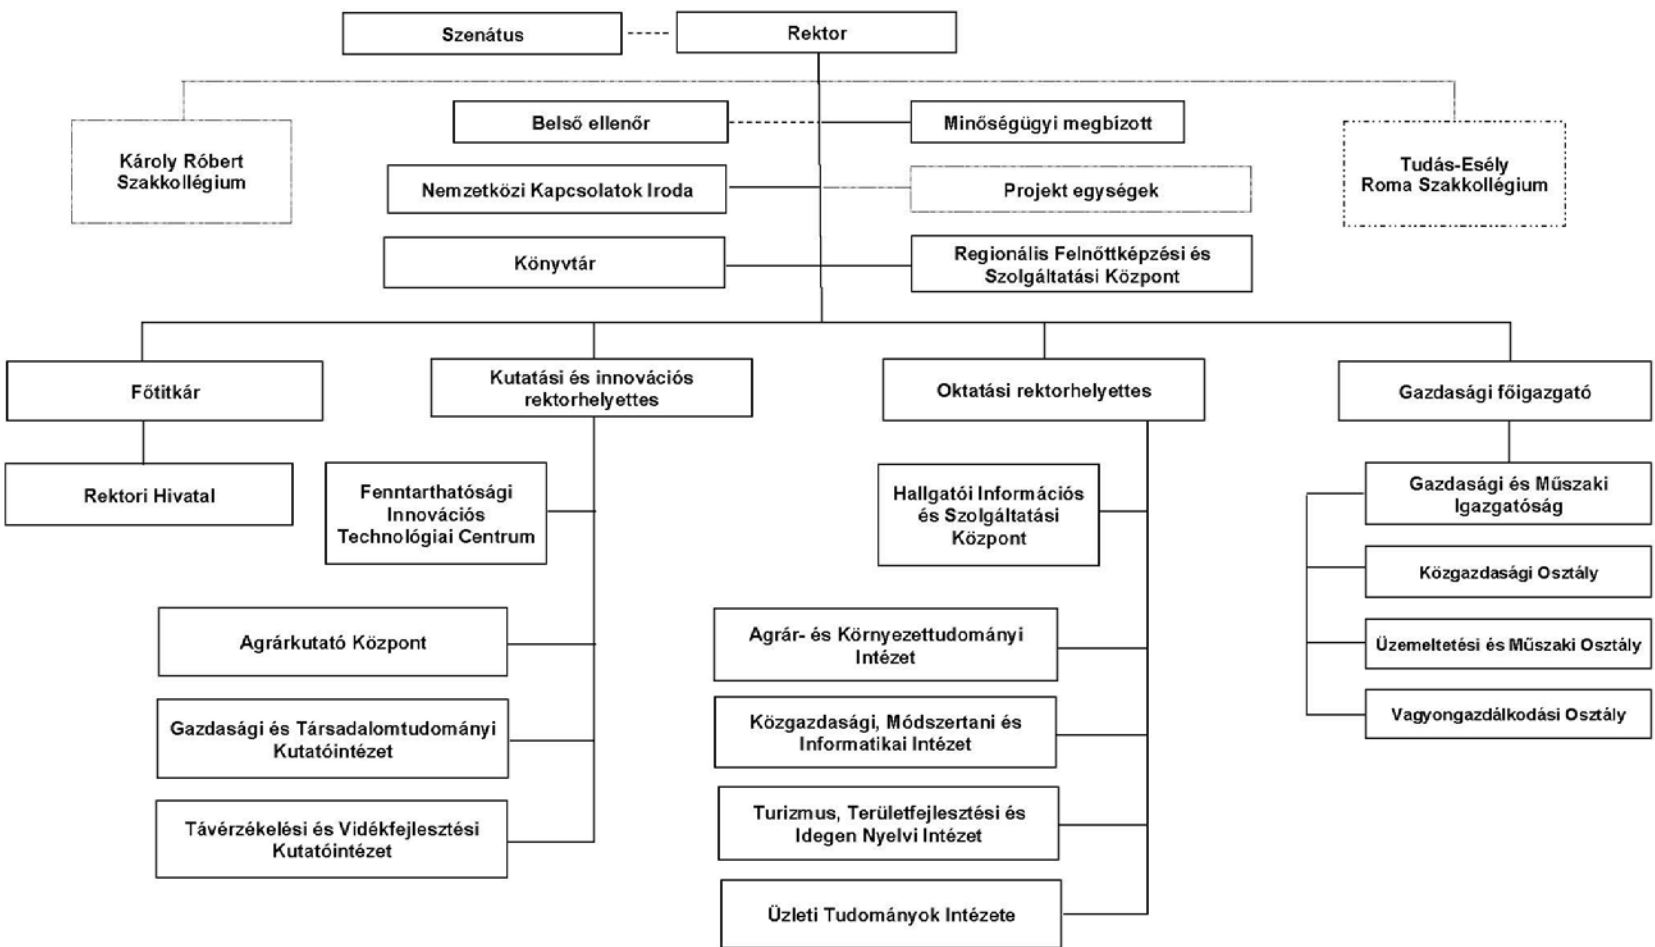 Szenátus
Rektor
Belső ellenőr
Minőségügyi megbízott
Károly Róbert
Szakkollégium
Tudás-Esély
Roma Szakkollégium
Nemzetközi Kapcsolatok Iroda
Projekt egységek
Könyvtár
Regionális Felnőttképzési és
Szolgáltatási Központ
Főtitkár
Kutatási és innovációs
rektorhelyettes
Oktatási rektorhelyettes
Gazdasági főigazgató
Rektori Hivatal
Fenntarthatósági
Innovációs
Technológiai Centrum
Hallgatói Információs
és Szolgáltatási
Központ
Gazdasági és Műszaki
Igazgatóság
Közgazdasági Osztály
Agrárkutató Központ
Agrár- és Környezettudományi
Intézet
Üzemeltetési és Műszaki Osztály
Gazdasági és Társadalomtudományi
Kutatóintézet
Közgazdasági, Módszertani és
Informatikai Intézet
Vagyongazdálkodási Osztály
Távérzékelési és Vidékfejlesztési
Kutatóintézet
Turizmus, Területfejlesztési és
Idegen Nyelvi Intézet
Üzleti Tudományok Intézete